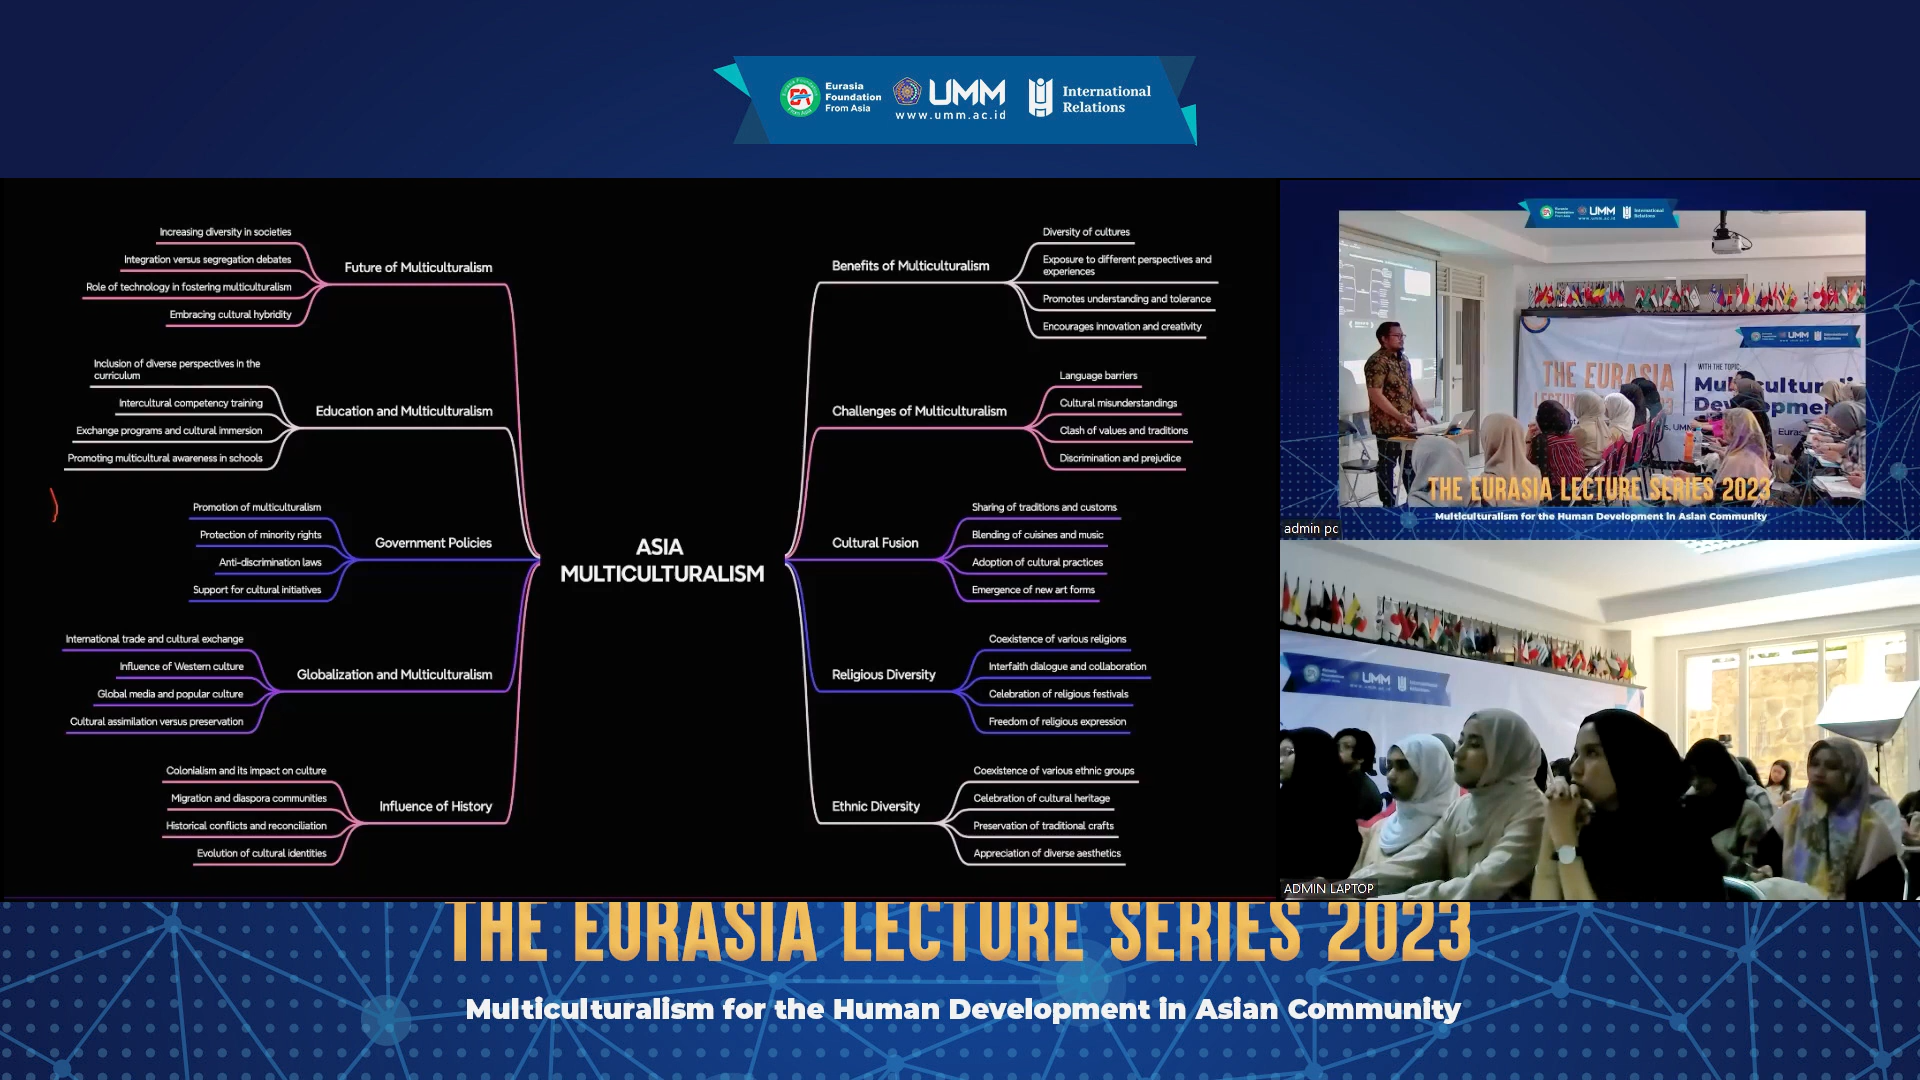 Eurasia
Foundation
From Asia
UMM
www.umm.ac.id
International
Relations
Increasing diversity in societies
Integration versus segregation debates
Role of technology in fostering multiculturalism
Embracing cultural hybridity
Future of Multiculturalism
Inclusion of diverse perspectives in the
curriculum
Intercultural competency training
Exchange programs and cultural immersion
Promoting multicultural awareness in schools
Education and Multiculturalism
Promotion of multiculturalism
Protection of minority rights
Anti-discrimination laws
Support for cultural initiatives
Government Policies
International trade and cultural exchange
Influence of Western culture
Global media and popular culture
Cultural assimilation versus preservation
Globalization and Multiculturalism
Colonialism and its impact on culture
Migration and diaspora communities
Historical conflicts and reconciliation
Evolution of cultural identities
Influence of History
ASIA
MULTICULTURALISM
Benefits of Multiculturalism
Diversity of cultures
Exposure to different perspectives and
experiences
Promotes understanding and tolerance
Encourages innovation and creativity
Challenges of Multiculturalism
Language barriers
Cultural misunderstandings
Clash of values and traditions
Discrimination and prejudice
Cultural Fusion
Sharing of traditions and customs
Blending of cuisines and music
Adoption of cultural practices
Emergence of new art forms
Religious Diversity
Coexistence of various religions
Interfaith dialogue and collaboration
Celebration of religious festivals
Freedom of religious expression
Ethnic Diversity
Coexistence of various ethnic groups
Celebration of cultural heritage
Preservation of traditional crafts
Appreciation of diverse aesthetics
UMM
International
Relations
THE EURASIA
WITH THE TOPIC
THE EURASIA LECTURE SERIES 2023
Multiculturalism for the Human Development in Asian Community
admin pc
UMM
ADMIN LAPTOP
THE EURASIA LECTURE SERIES 2023
Multiculturalism for the Human Development in Asian Community